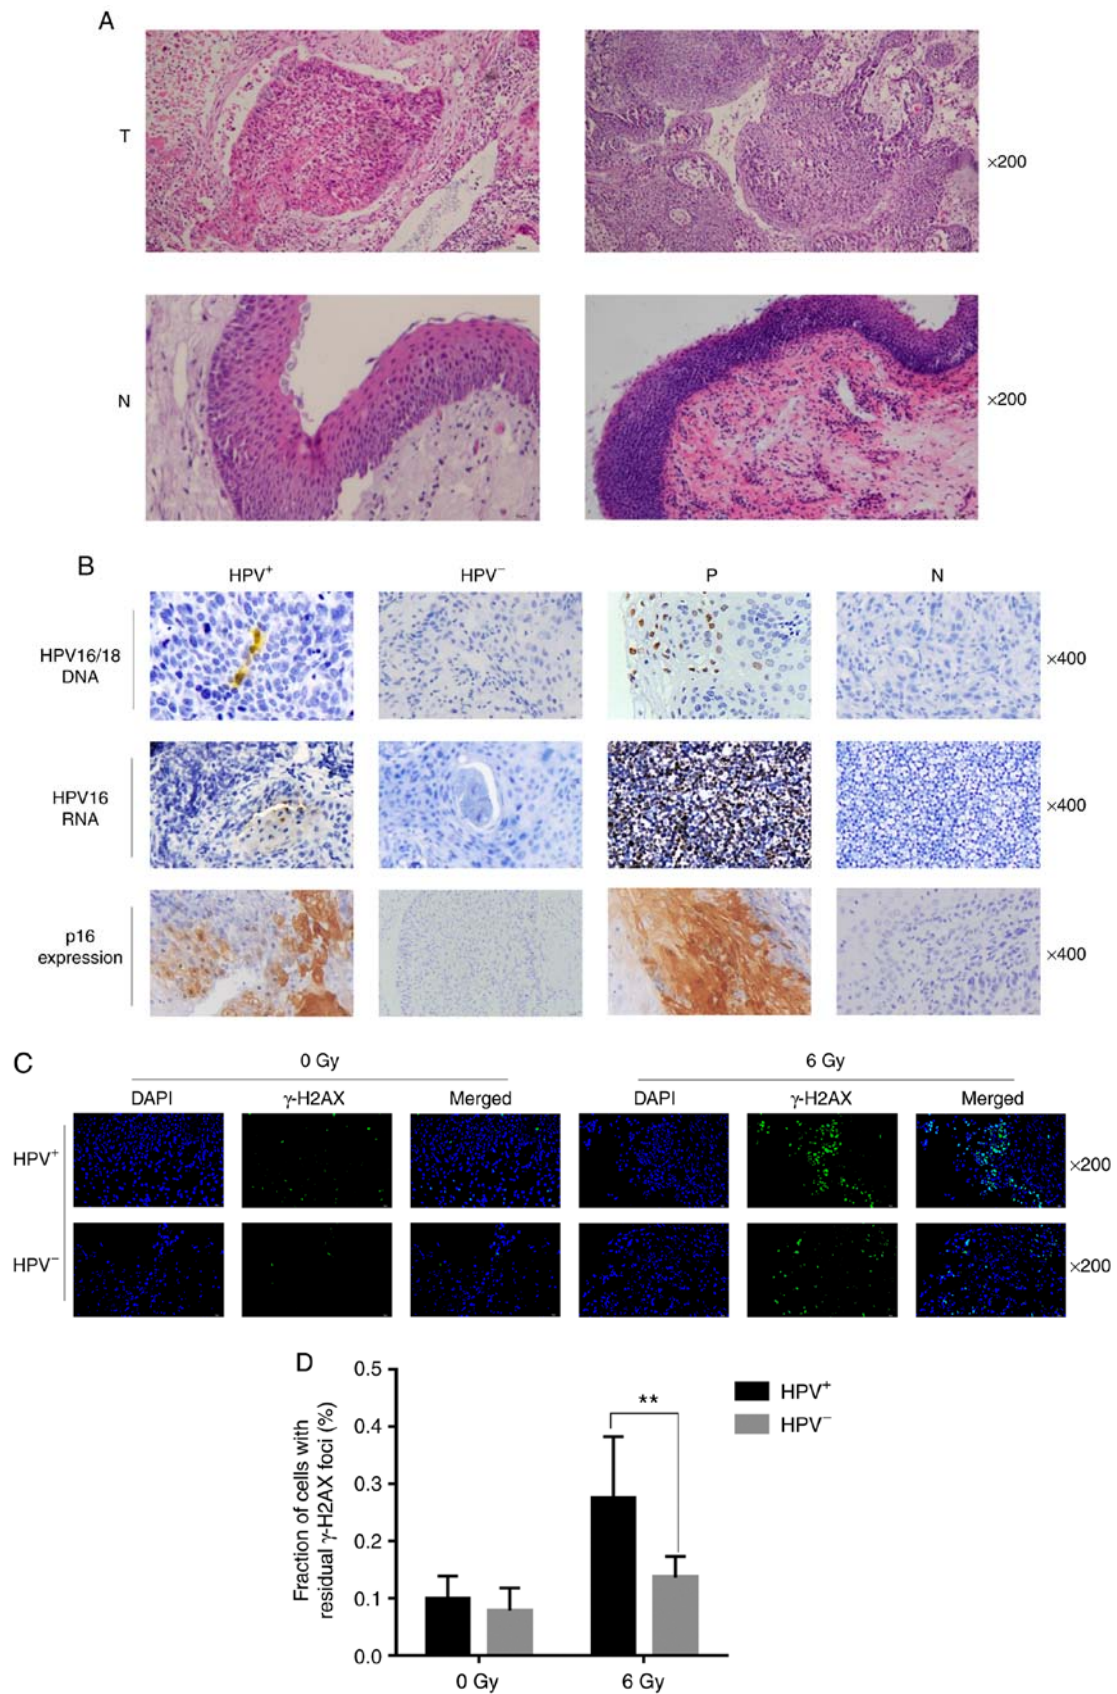 A
T
×200
N
×200
B
HPV⁺
HPV⁻
P
N
HPV16/18
DNA
×400
HPV16
RNA
×400
p16
expression
×400
C
0 Gy
6 Gy
DAPI
γ-H2AX
Merged
DAPI
γ-H2AX
Merged
HPV⁺
×200
HPV⁻
×200
D
Fraction of cells with
residual γ-H2AX foci (%)
0.5
0.4
0.3
0.2
0.1
0.0
**
HPV⁺
HPV⁻
0 Gy
6 Gy